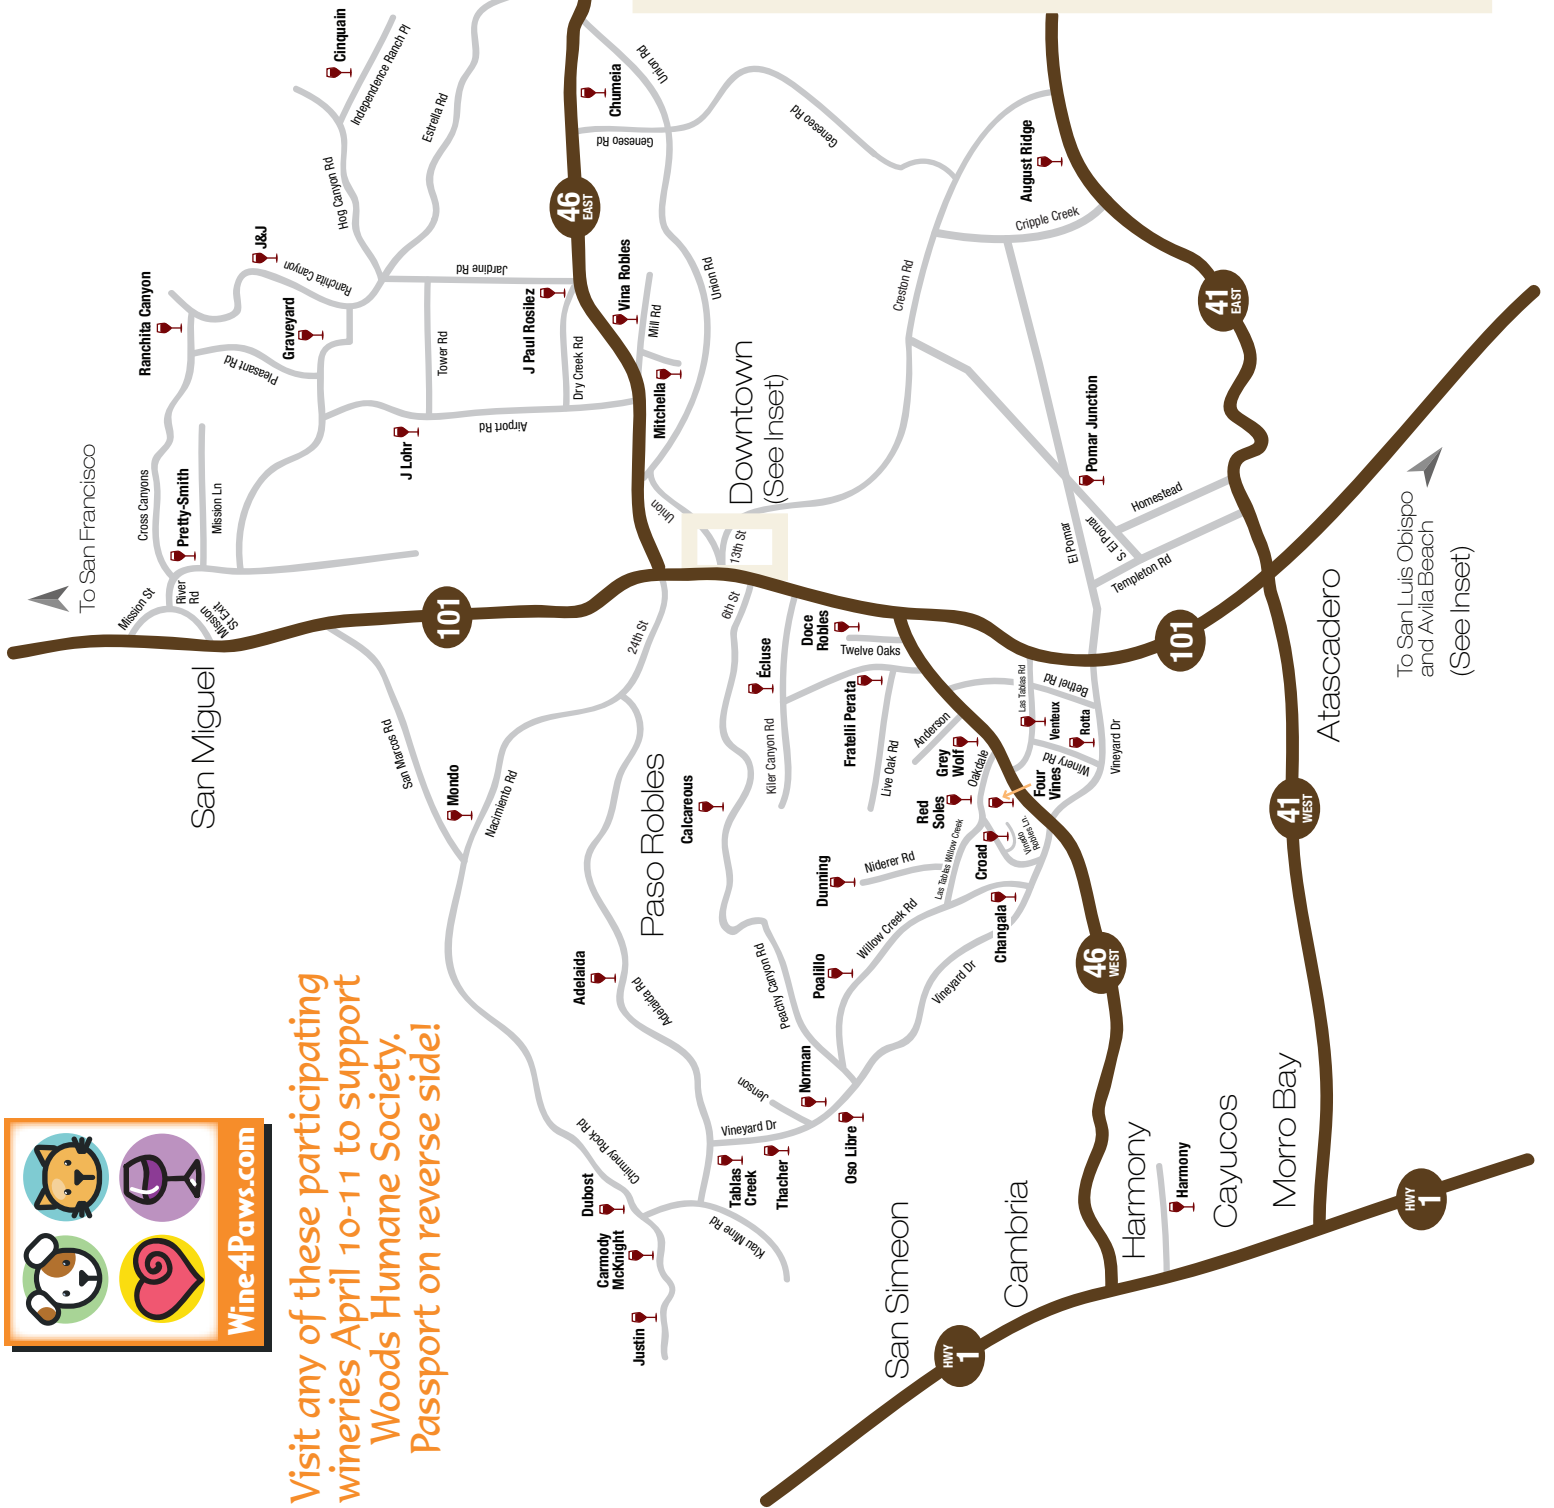 Wine4Paws.com
Visit any of these participating
wineries April 10-11 to support
Woods Humane Society.
Passport on reverse side!
To San Francisco
San Miguel
Paso Robles
Downtown
(See Inset)
San Simeon
Cambria
Harmony
Cayucos
Morro Bay
Atascadero
To San Luis Obispo
and Avila Beach
(See Inset)
101
101
46
EAST
46
WEST
41
EAST
41
WEST
HWY
1
HWY
1
Cinquain
Independence Ranch Pl
Hog Canyon Rd
Estrella Rd
J&J
Ranchita Canyon
Ranchita Canyon
Graveyard
Pleasant Rd
Cross Canyons
Pretty-Smith
Mission Ln
Mission St
River
Rd
Mission
St Exit
Jardine Rd
Tower Rd
J Paul Rosilez
Dry Creek Rd
Airport Rd
J Lohr
Chumeia
Union Rd
Geneseo Rd
Geneseo Rd
Vina Robles
Mill Rd
Union Rd
Mitchella
Union
13th St
Creston Rd
August Ridge
Cripple Creek
Pomar Junction
El Pomar
S. El Pomar
Homestead
Templeton Rd
24th St
6th St
San Marcos Rd
Mondo
Nacimiento Rd
Écluse
Kiler Canyon Rd
Calcareous
Doce
Robles
Twelve Oaks
Fratelli Perata
Live Oak Rd
Anderson
Grey
Wolf
Oakdale
Red
Soles
Las Tablas Rd
Bethel Rd
Venteux
Rotta
Winery Rd
Vineyard Dr
Four
Vines
Vinedo
Robles Ln.
Croad
Las Tablas Willow Creek
Dunning
Niderer Rd
Changala
Willow Creek Rd
Poalillo
Vineyard Dr
Peachy Canyon Rd
Adelaida
Adelaida Rd
Norman
Jenson
Vineyard Dr
Oso Libre
Thacher
Tablas
Creek
Klau Mine Rd
Chimney Rock Rd
Dubost
Carmody
McKnight
Justin
Harmony